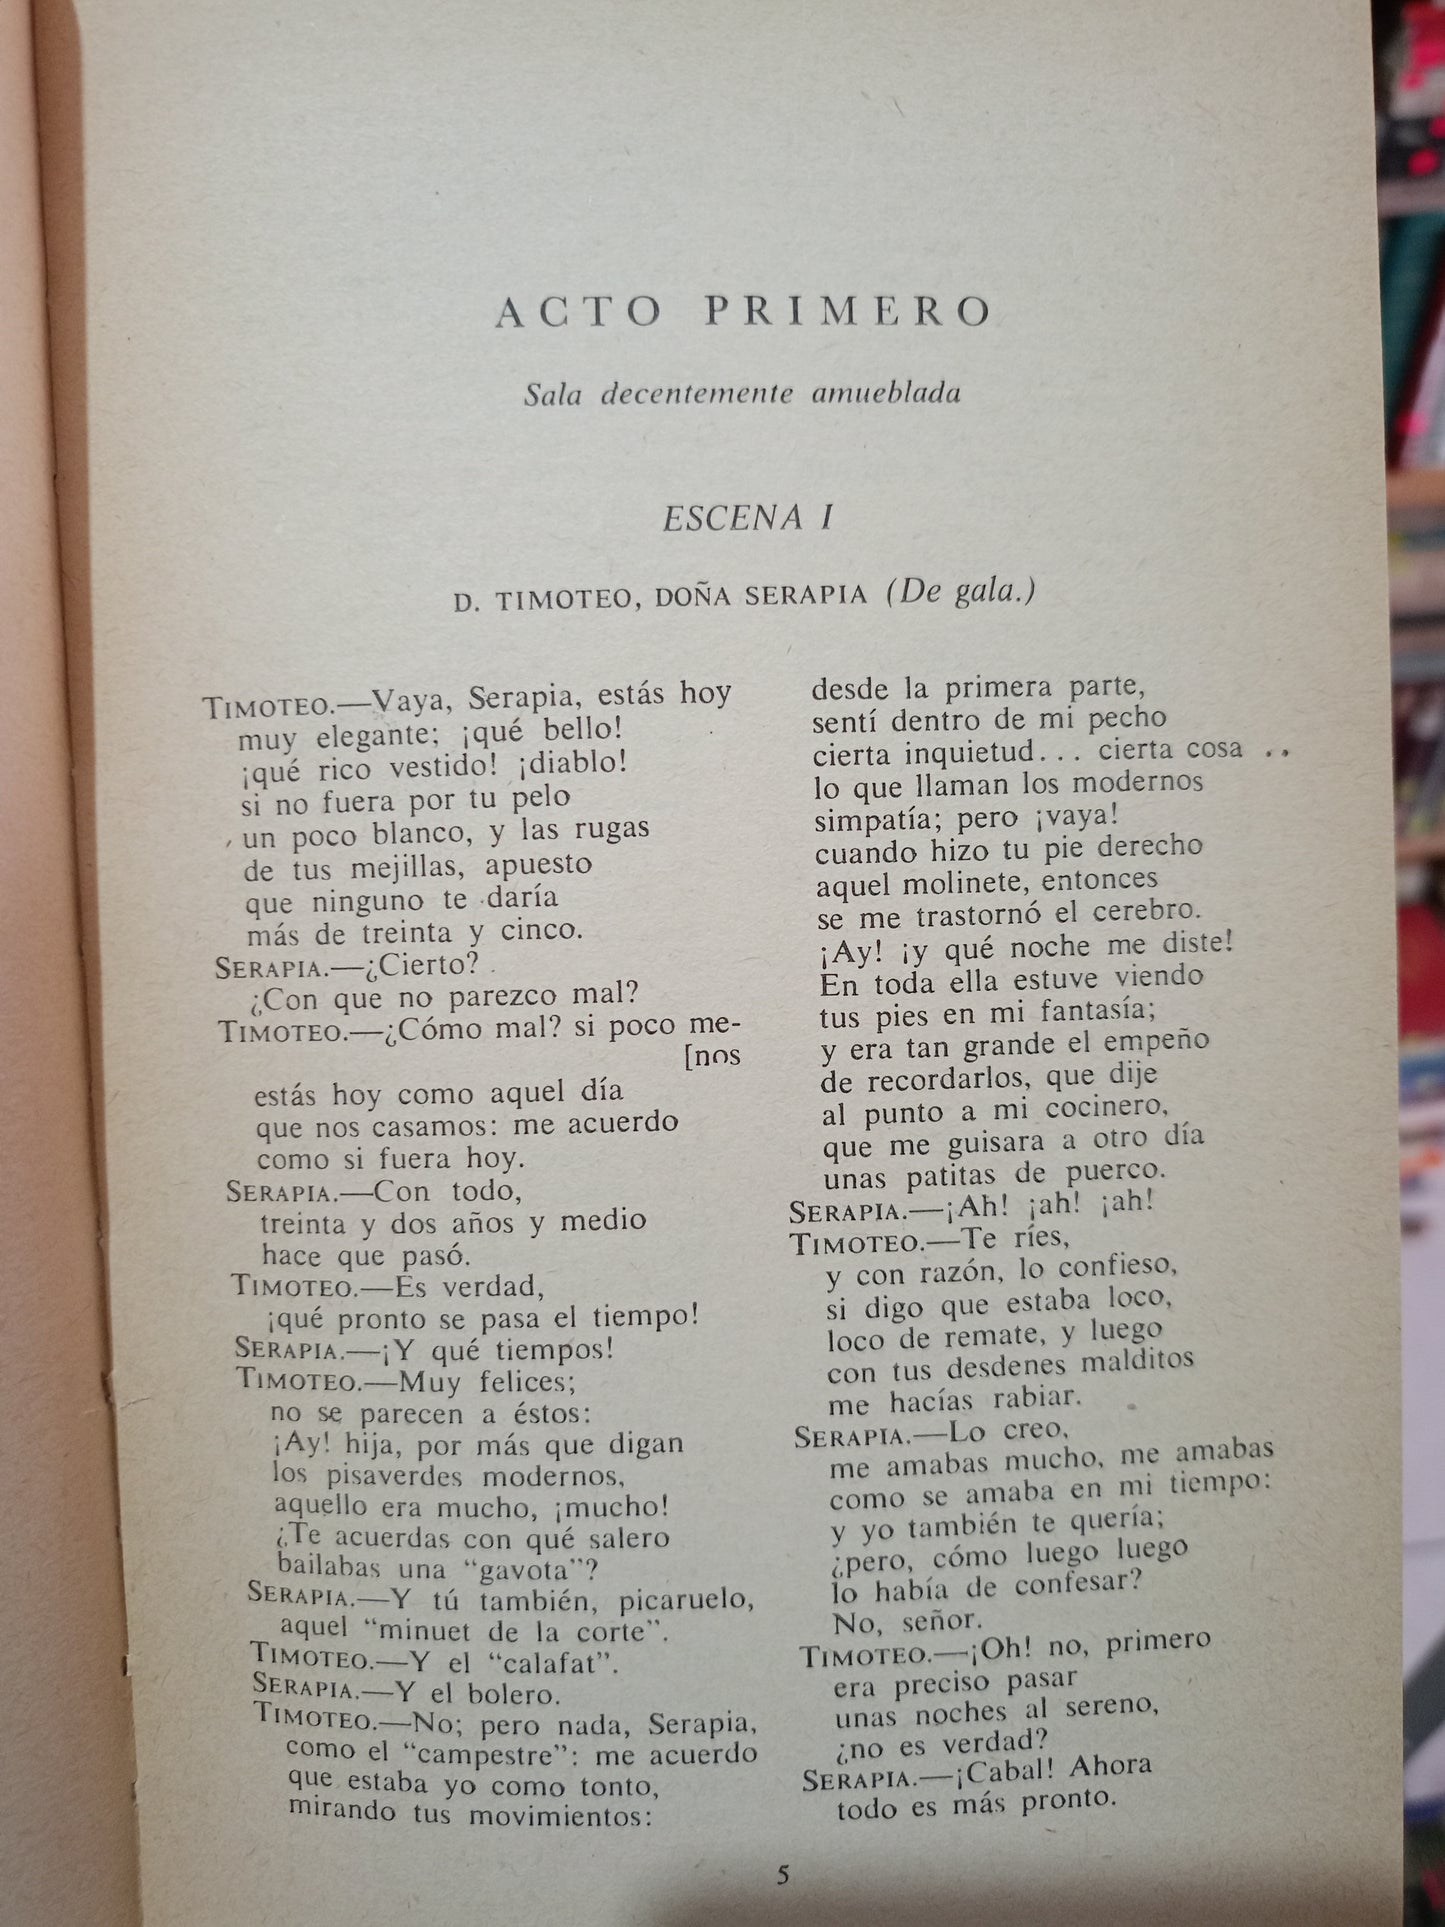 ACTO PRIMERO
Sala decentemente amueblada
ESCENA I
D. TIMOTEO, DOÑA SERAPIA (De gala.)
TIMOTEO.—Vaya, Serapia, estás hoy
muy elegante; ¡qué bello!
¡qué rico vestido! ¡diablo!
si no fuera por tu pelo
un poco blanco, y las rugas
de tus mejillas, apuesto
que ninguno te daría
más de treinta y cinco.
SERAPIA.—¿Cierto?
¿Con que no parezco mal?
TIMOTEO.—¿Cómo mal? si poco me-
[nos
estás hoy como aquel día
que nos casamos: me acuerdo
como si fuera hoy.
SERAPIA.—Con todo,
treinta y dos años y medio
hace que pasó.
TIMOTEO.—Es verdad,
¡qué pronto se pasa el tiempo!
SERAPIA.—¡Y qué tiempos!
TIMOTEO.—Muy felices;
no se parecen a éstos:
¡Ay! hija, por más que digan
los pisaverdes modernos,
aquello era mucho, ¡mucho!
¿Te acuerdas con qué salero
bailabas una "gavota"?
SERAPIA.—Y tú también, picaruelo,
aquel "minuet de la corte".
TIMOTEO.—Y el "calafat".
SERAPIA.—Y el bolero.
TIMOTEO.—No; pero nada, Serapia,
como el "campestre": me acuerdo
que estaba yo como tonto,
mirando tus movimientos:
desde la primera parte,
sentí dentro de mi pecho
cierta inquietud... cierta cosa ..
lo que llaman los modernos
simpatía; pero ¡vaya!
cuando hizo tu pie derecho
aquel molinete, entonces
se me trastornó el cerebro.
¡Ay! ¡y qué noche me diste!
En toda ella estuve viendo
tus pies en mi fantasía;
y era tan grande el empeño
de recordarlos, que dije
al punto a mi cocinero,
que me guisara a otro día
unas patitas de puerco.
SERAPIA.—¡Ah! ¡ah! ¡ah!
TIMOTEO.—Te ríes,
y con razón, lo confieso,
si digo que estaba loco,
loco de remate, y luego
con tus desdenes malditos
me hacías rabiar.
SERAPIA.—Lo creo,
me amabas mucho, me amabas
como se amaba en mi tiempo:
y yo también te quería;
¿pero, cómo luego luego
lo había de confesar?
No, señor.
TIMOTEO.—¡Oh! no, primero
era preciso pasar
unas noches al sereno,
¿no es verdad?
SERAPIA.—¡Cabal! Ahora
todo es más pronto.
5